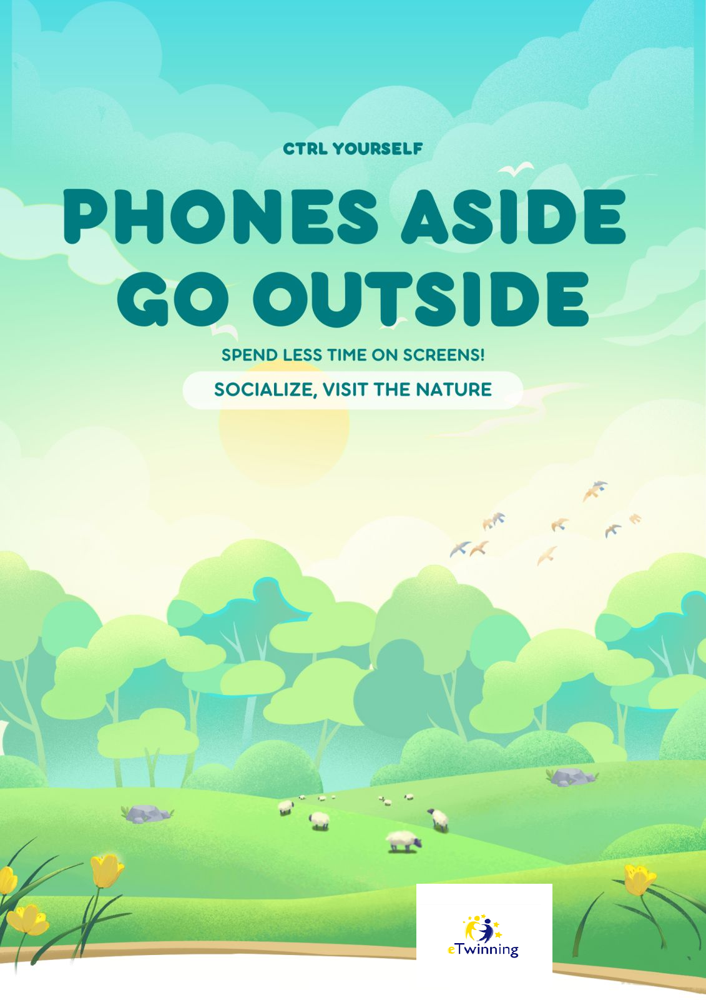 CTRL YOURSELF
PHONES ASIDE
GO OUTSIDE
SPEND LESS TIME ON SCREENS!
SOCIALIZE, VISIT THE NATURE
eTwinning